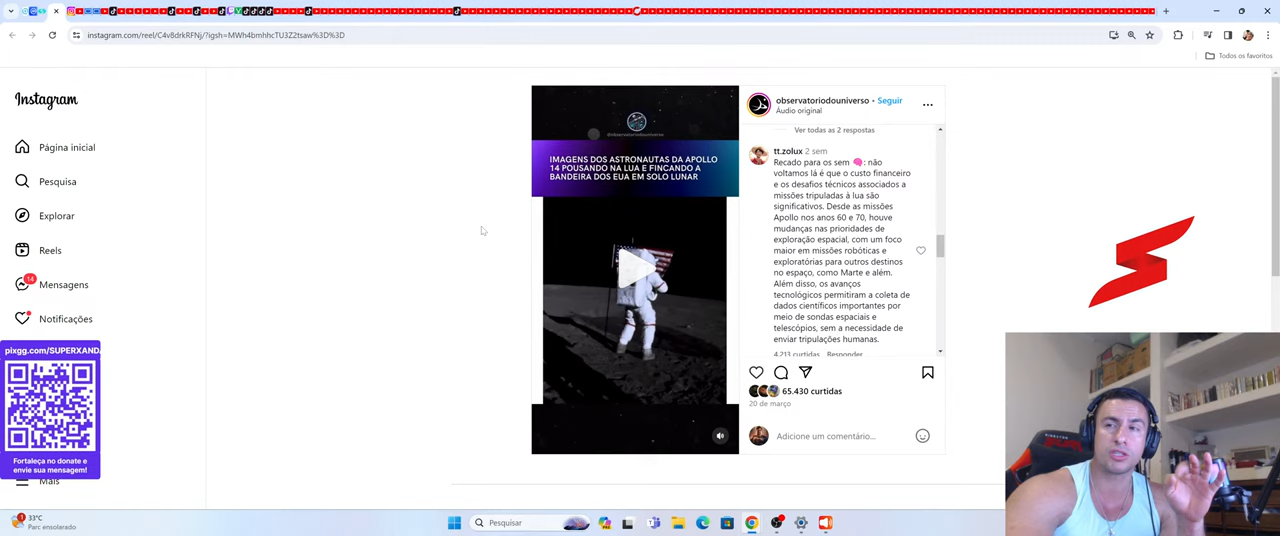 instagram.com/reel/C4v8drkRFNj/?igsh=MWh4bmhhcTU3Z2tsaw%3D%3D
Todos os favoritos
Instagram
Página inicial
Pesquisa
Explorar
Reels
14
Mensagens
Notificações
pixgg.com/SUPERXANDA
Fortaleça no donate e
envie sua mensagem!
Mais
@observatoriodouniverso
IMAGENS DOS ASTRONAUTAS DA APOLLO
14 POUSANDO NA LUA E FINCANDO A
BANDEIRA DOS EUA EM SOLO LUNAR
observatoriodouniverso • Seguir
Áudio original
Ver todas as 2 respostas
tt.zolux 2 sem
Recado para os sem 🧠: não
voltamos lá é que o custo financeiro
e os desafios técnicos associados a
missões tripuladas à lua são
significativos. Desde as missões
Apollo nos anos 60 e 70, houve
mudanças nas prioridades de
exploração espacial, com um foco
maior em missões robóticas e
exploratórias para outros destinos
no espaço, como Marte e além.
Além disso, os avanços
tecnológicos permitiram a coleta de
dados científicos importantes por
meio de sondas espaciais e
telescópios, sem a necessidade de
enviar tripulações humanas.
4.213 curtidas Responder
65.430 curtidas
20 de março
Adicione um comentário...
1
33°C
Parc ensolarado
Pesquisar